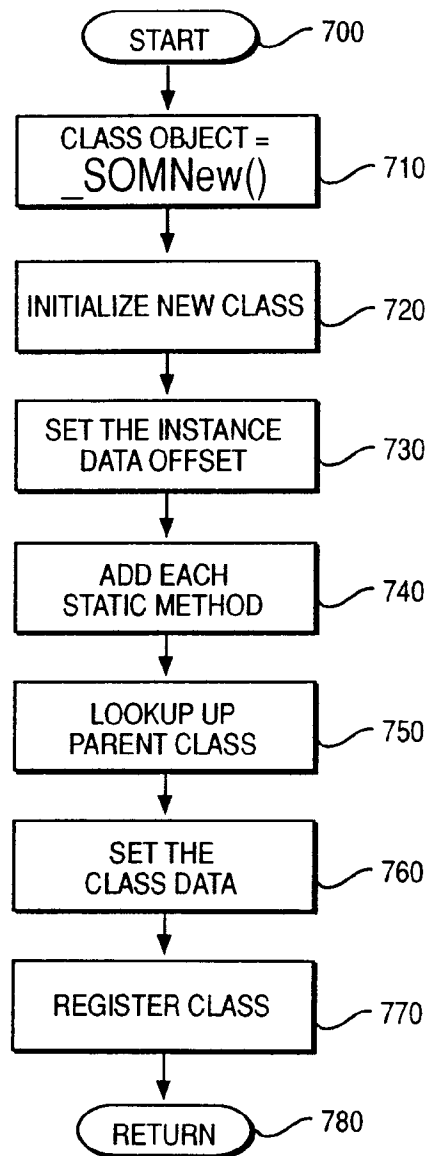 START
700
CLASS OBJECT =
_SOMNew()
710
INITIALIZE NEW CLASS
720
SET THE INSTANCE
DATA OFFSET
730
ADD EACH
STATIC METHOD
740
LOOKUP UP
PARENT CLASS
750
SET THE
CLASS DATA
760
REGISTER CLASS
770
RETURN
780